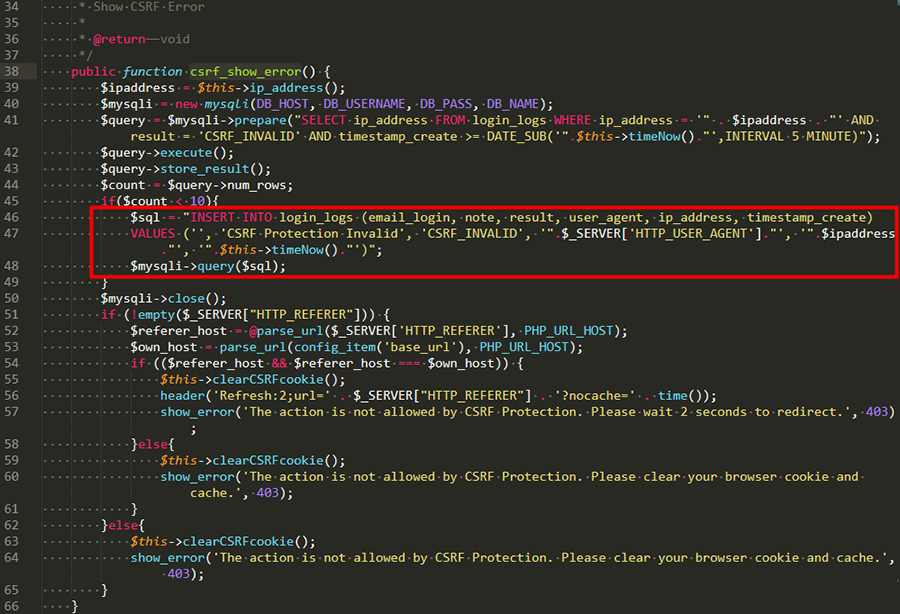 34 * Show CSRF Error
35 *
36 * @return void
37 */
38 public function csrf_show_error() {
39 $ipaddress = $this->ip_address();
40 $mysqli = new mysqli(DB_HOST, DB_USERNAME, DB_PASS, DB_NAME);
41 $query = $mysqli->prepare("SELECT ip_address FROM login_logs WHERE ip_address = '" . $ipaddress . "' AND
result = 'CSRF_INVALID' AND timestamp_create >= DATE_SUB('".$this->timeNow()."',INTERVAL 5 MINUTE)");
42 $query->execute();
43 $query->store_result();
44 $count = $query->num_rows;
45 if($count < 10){
46 $sql = "INSERT INTO login_logs (email_login, note, result, user_agent, ip_address, timestamp_create)
47 VALUES ('', 'CSRF Protection Invalid', 'CSRF_INVALID', '".$_SERVER['HTTP_USER_AGENT']."', '".$ipaddress
."', '".$this->timeNow()."')";
48 $mysqli->query($sql);
49 }
50 $mysqli->close();
51 if (!empty($_SERVER["HTTP_REFERER"])) {
52 $referer_host = @parse_url($_SERVER['HTTP_REFERER'], PHP_URL_HOST);
53 $own_host = parse_url(config_item('base_url'), PHP_URL_HOST);
54 if (($referer_host && $referer_host === $own_host)) {
55 $this->clearCSRFcookie();
56 header('Refresh:2;url=' . $_SERVER["HTTP_REFERER"] . '?nocache=' . time());
57 show_error('The action is not allowed by CSRF Protection. Please wait 2 seconds to redirect.', 403)
;
58 }else{
59 $this->clearCSRFcookie();
60 show_error('The action is not allowed by CSRF Protection. Please clear your browser cookie and
cache.', 403);
61 }
62 }else{
63 $this->clearCSRFcookie();
64 show_error('The action is not allowed by CSRF Protection. Please clear your browser cookie and cache.',
403);
65 }
66 }